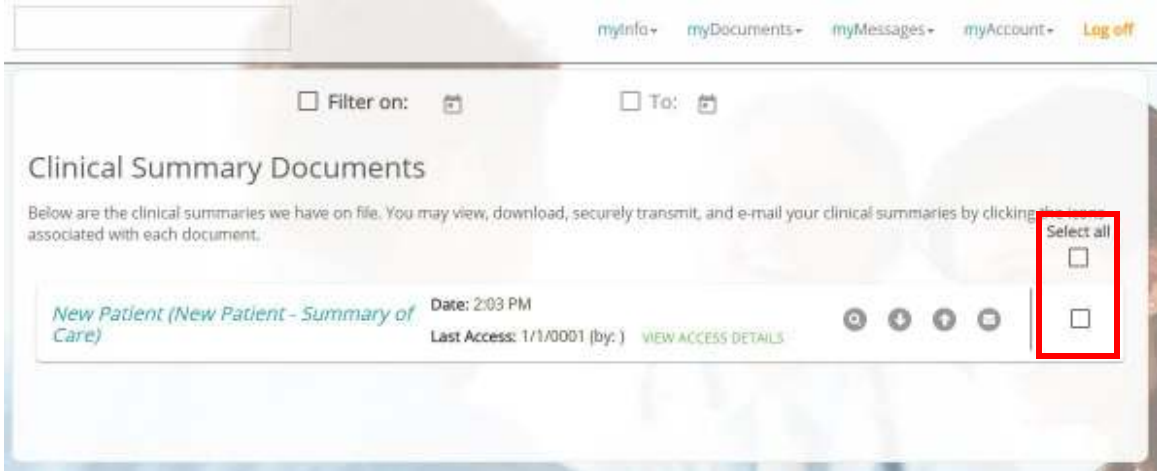 myInfo myDocuments myMessages myAccount Log off
Filter on: To:
Clinical Summary Documents
Below are the clinical summaries we have on file. You may view, download, securely transmit, and e-mail your clinical summaries by clicking the icons
associated with each document.
Select all
New Patient (New Patient - Summary of
Care)
Date: 2:03 PM
Last Access: 1/1/0001 (by: ) VIEW ACCESS DETAILS